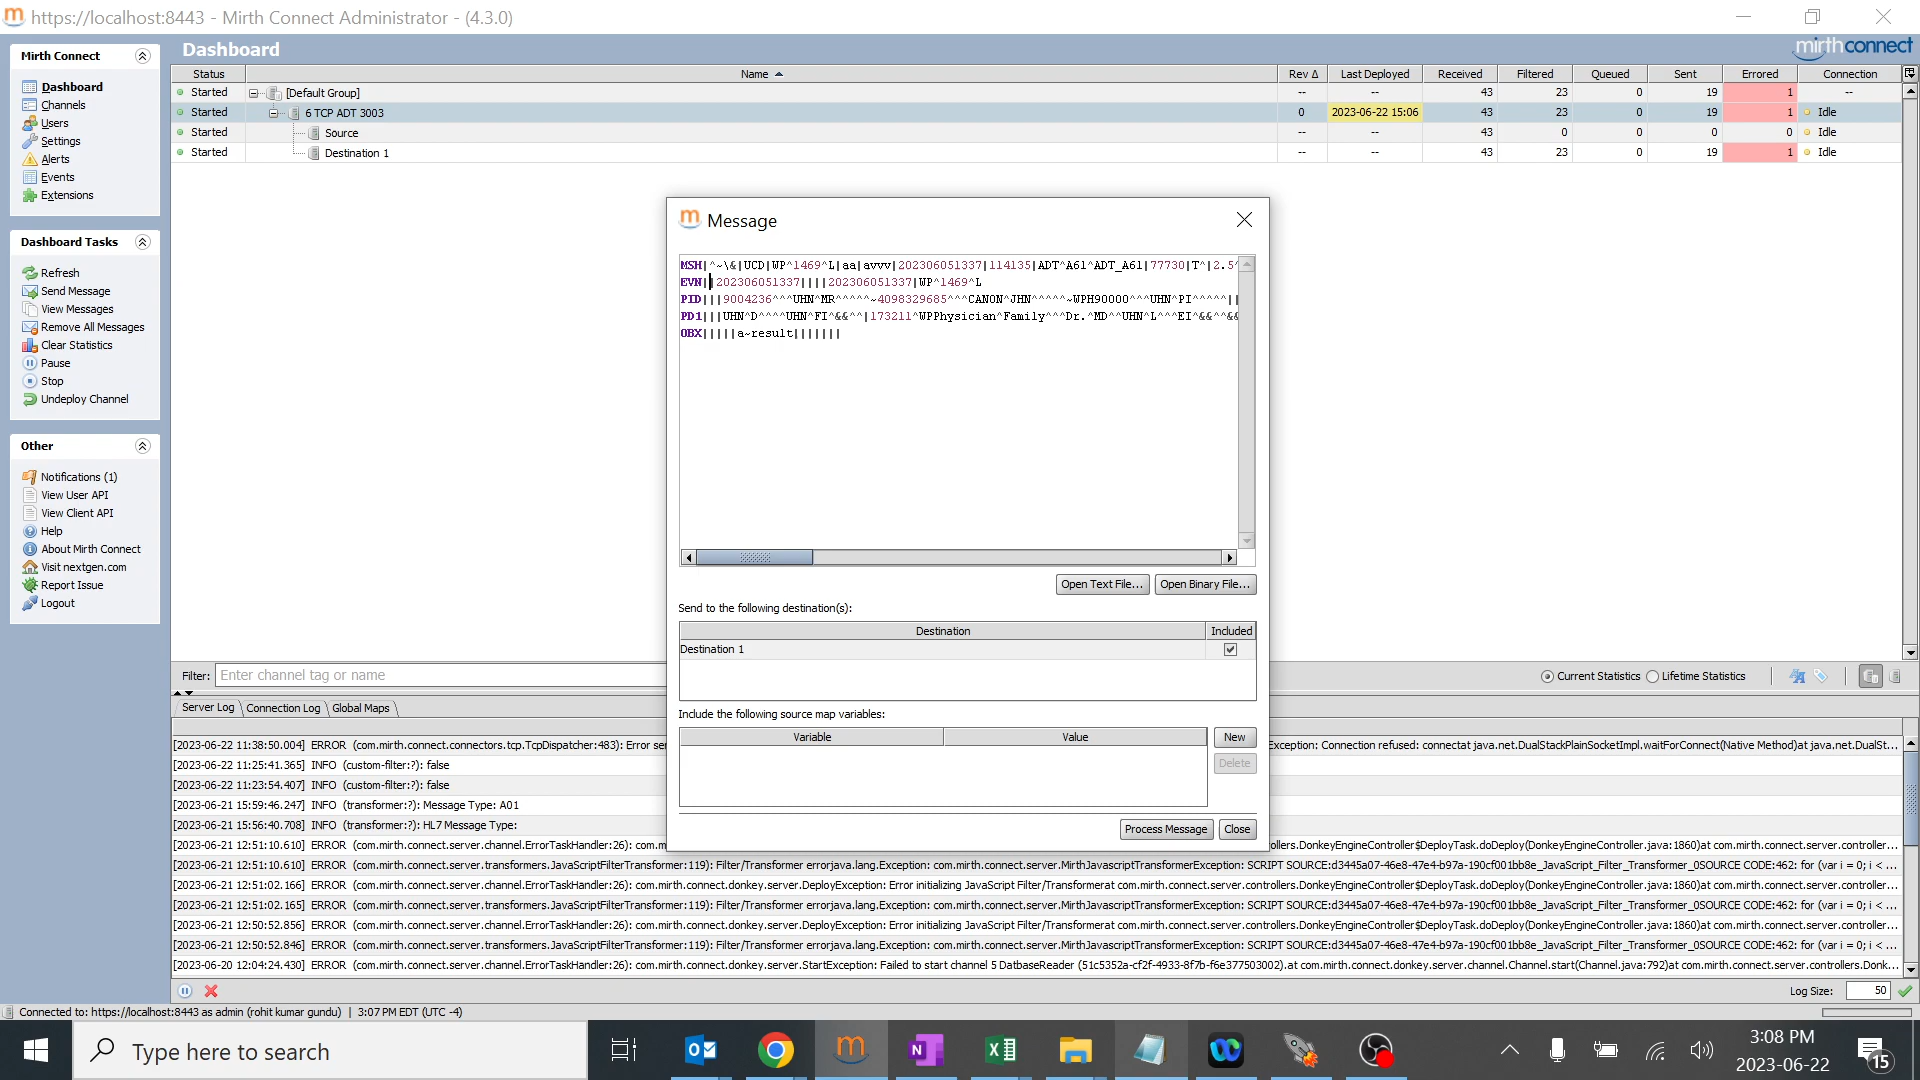 https://localhost:8443 - Mirth Connect Administrator - (4.3.0)
Mirth Connect
Dashboard
Channels
Users
Settings
Alerts
Events
Extensions
Dashboard Tasks
Refresh
Send Message
View Messages
Remove All Messages
Clear Statistics
Pause
Stop
Undeploy Channel
Other
Notifications (1)
View User API
View Client API
Help
About Mirth Connect
Visit nextgen.com
Report Issue
Logout
Dashboard
mirthconnect
Status Name Rev Δ Last Deployed Received Filtered Queued Sent Errored Connection
Started [Default Group] -- -- 43 23 0 19 1 --
Started 6 TCP ADT 3003 0 2023-06-22 15:06 43 23 0 19 1 Idle
Started Source -- -- 43 0 0 0 0 Idle
Started Destination 1 -- -- 43 23 0 19 1 Idle
Message
MSH|^~\&|UCD|WP^1469^L|aa|avvv|202306051337|114135|ADT^A61^ADT_A61|77730|T^|2.5^
EVN||202306051337||||202306051337|WP^1469^L
PID|||9004236^^^UHN^MR^^^^^~4098329685^^^CANON^JHN^^^^^~WPH90000^^^UHN^PI^^^^^||
PD1|||UHN^D^^^^UHN^FI^&&^^|173211^WPPhysician^Family^^^Dr.^MD^^UHN^L^^^EI^&&^^&&
OBX|||||a~result|||||||
Open Text File... Open Binary File...
Send to the following destination(s):
Destination Included
Destination 1
Include the following source map variables:
Variable Value New
Delete
Process Message Close
Filter: Enter channel tag or name
Current Statistics Lifetime Statistics
Server Log Connection Log Global Maps
[2023-06-22 11:38:50.004] ERROR (com.mirth.connect.connectors.tcp.TcpDispatcher:483): Error ser Exception: Connection refused: connectat java.net.DualStackPlainSocketImpl.waitForConnect(Native Method)at java.net.DualSt...
[2023-06-22 11:25:41.365] INFO (custom-filter:?): false
[2023-06-22 11:23:54.407] INFO (custom-filter:?): false
[2023-06-21 15:59:46.247] INFO (transformer:?): Message Type: A01
[2023-06-21 15:56:40.708] INFO (transformer:?): HL7 Message Type:
[2023-06-21 12:51:10.610] ERROR (com.mirth.connect.server.channel.ErrorTaskHandler:26): com.m ollers.DonkeyEngineController$DeployTask.doDeploy(DonkeyEngineController.java:1860)at com.mirth.connect.server.controller...
[2023-06-21 12:51:10.610] ERROR (com.mirth.connect.server.transformers.JavaScriptFilterTransformer:119): Filter/Transformer errorjava.lang.Exception: com.mirth.connect.server.MirthJavascriptTransformerException: SCRIPT SOURCE:d3445a07-46e8-47e4-b97a-190cf001bb8e_JavaScript_Filter_Transformer_0SOURCE CODE:462: for (var i = 0; i < ...
[2023-06-21 12:51:02.166] ERROR (com.mirth.connect.server.channel.ErrorTaskHandler:26): com.mirth.connect.donkey.server.DeployException: Error initializing JavaScript Filter/Transformerat com.mirth.connect.server.controllers.DonkeyEngineController$DeployTask.doDeploy(DonkeyEngineController.java:1860)at com.mirth.connect.server.controller...
[2023-06-21 12:51:02.165] ERROR (com.mirth.connect.server.transformers.JavaScriptFilterTransformer:119): Filter/Transformer errorjava.lang.Exception: com.mirth.connect.server.MirthJavascriptTransformerException: SCRIPT SOURCE:d3445a07-46e8-47e4-b97a-190cf001bb8e_JavaScript_Filter_Transformer_0SOURCE CODE:462: for (var i = 0; i < ...
[2023-06-21 12:50:52.856] ERROR (com.mirth.connect.server.channel.ErrorTaskHandler:26): com.mirth.connect.donkey.server.DeployException: Error initializing JavaScript Filter/Transformerat com.mirth.connect.server.controllers.DonkeyEngineController$DeployTask.doDeploy(DonkeyEngineController.java:1860)at com.mirth.connect.server.controller...
[2023-06-21 12:50:52.846] ERROR (com.mirth.connect.server.transformers.JavaScriptFilterTransformer:119): Filter/Transformer errorjava.lang.Exception: com.mirth.connect.server.MirthJavascriptTransformerException: SCRIPT SOURCE:d3445a07-46e8-47e4-b97a-190cf001bb8e_JavaScript_Filter_Transformer_0SOURCE CODE:462: for (var i = 0; i < ...
[2023-06-20 12:04:24.430] ERROR (com.mirth.connect.server.channel.ErrorTaskHandler:26): com.mirth.connect.donkey.server.StartException: Failed to start channel 5 DatbaseReader (51c5352a-cf2f-4933-8f7b-f6e377503002).at com.mirth.connect.donkey.server.channel.Channel.start(Channel.java:792)at com.mirth.connect.server.controllers.Donk...
Log Size: 50
Connected to: https://localhost:8443 as admin (rohit kumar gundu) | 3:07 PM EDT (UTC -4)
Type here to search
3:08 PM
2023-06-22
15